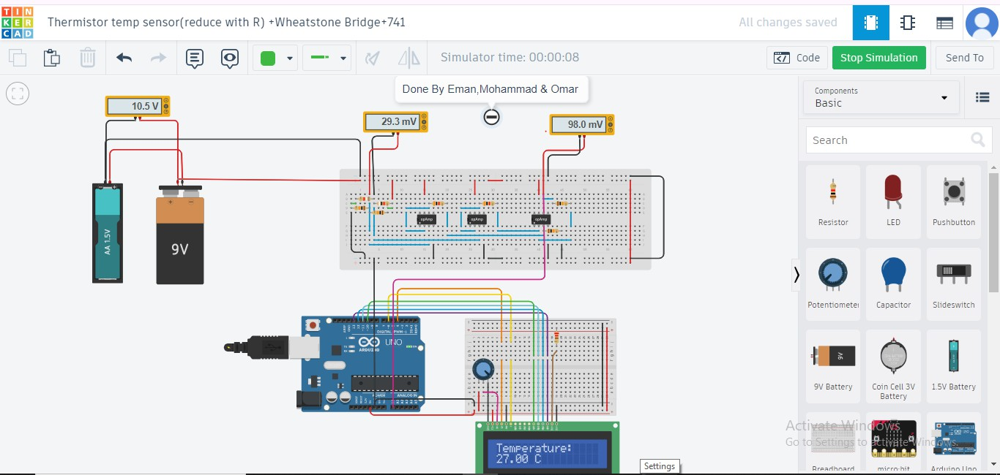 TIN
KER
CAD
Thermistor temp sensor(reduce with R) +Wheatstone Bridge+741
All changes saved
Simulator time: 00:00:08
Code
Stop Simulation
Send To
Done By Eman,Mohammad & Omar
Components
Basic
Search
10.5 V
29.3 mV
98.0 mV
AA 1.5V
9V
opAmp
opAmp
opAmp
DIGITAL (PWM~)
UNO
ARDUINO
POWER
ANALOG IN
Temperature:
27.00 C
Settings
Resistor
LED
Pushbutton
Potentiometer
Capacitor
Slideswitch
9V
9V Battery
Coin Cell 3V
Battery
1.5V Battery
Breadboard
micro:bit
Arduino Uno
Activate Windows
Go to Settings to activate Windows.